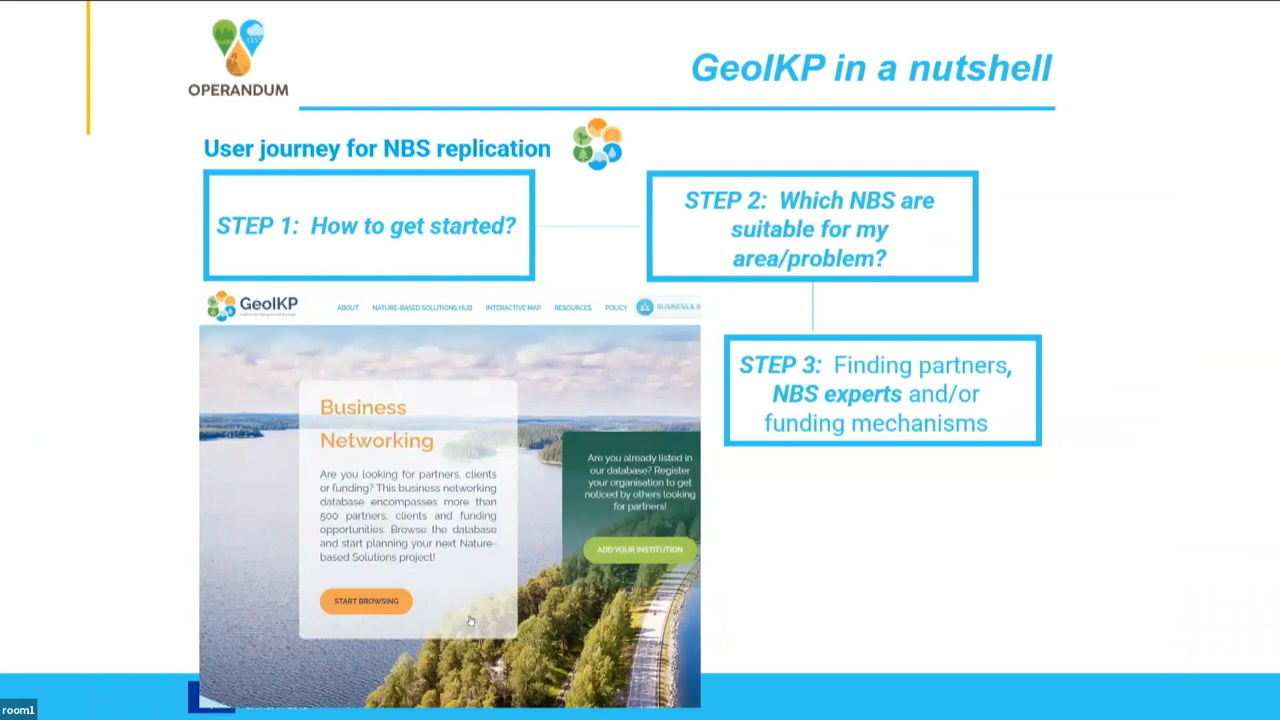 OPERANDUM
GeoIKP in a nutshell
User journey for NBS replication
STEP 1: How to get started?
STEP 2: Which NBS are
suitable for my
area/problem?
STEP 3: Finding partners,
NBS experts and/or
funding mechanisms
GeoIKP
ABOUT NATURE-BASED SOLUTIONS HUB INTERACTIVE MAP RESOURCES POLICY BUSINESS &
Business
Networking
Are you looking for partners, clients
or funding? This business networking
database encompasses more than
500 partners, clients and funding
opportunities. Browse the database
and start planning your next Nature-
based Solutions project!
START BROWSING
Are you already listed in
our database? Register
your organisation to get
noticed by others looking
for partners!
ADD YOUR INSTITUTION
room1